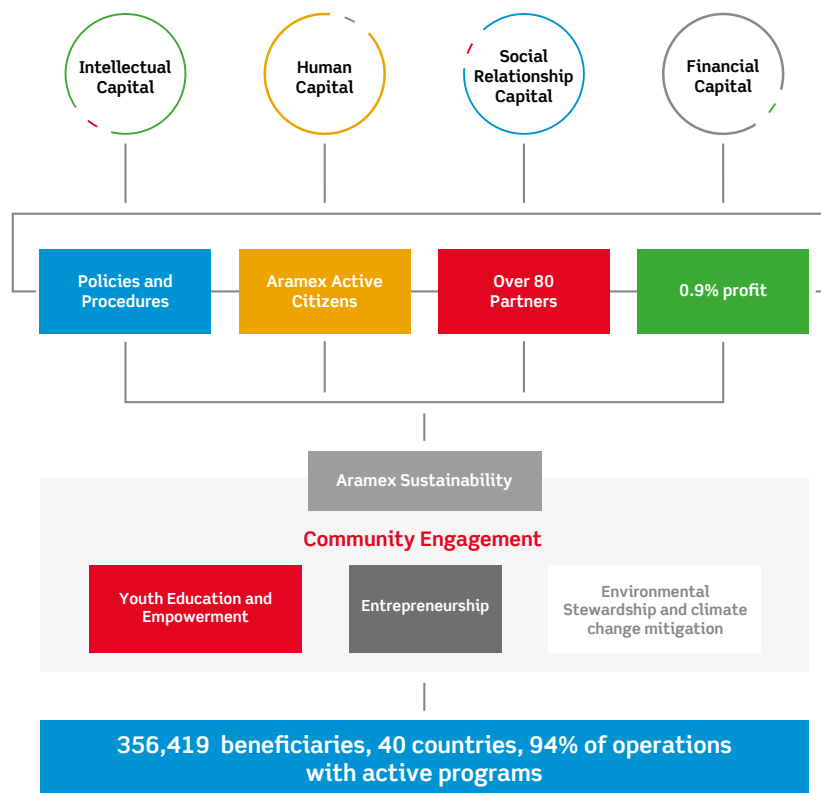 Intellectual
Capital
Human
Capital
Social
Relationship
Capital
Financial
Capital
Policies and
Procedures
Aramex Active
Citizens
Over 80
Partners
0.9% profit
Aramex Sustainability
Community Engagement
Youth Education and
Empowerment
Entrepreneurship
Environmental
Stewardship and climate
change mitigation
356,419 beneficiaries, 40 countries, 94% of operations
with active programs